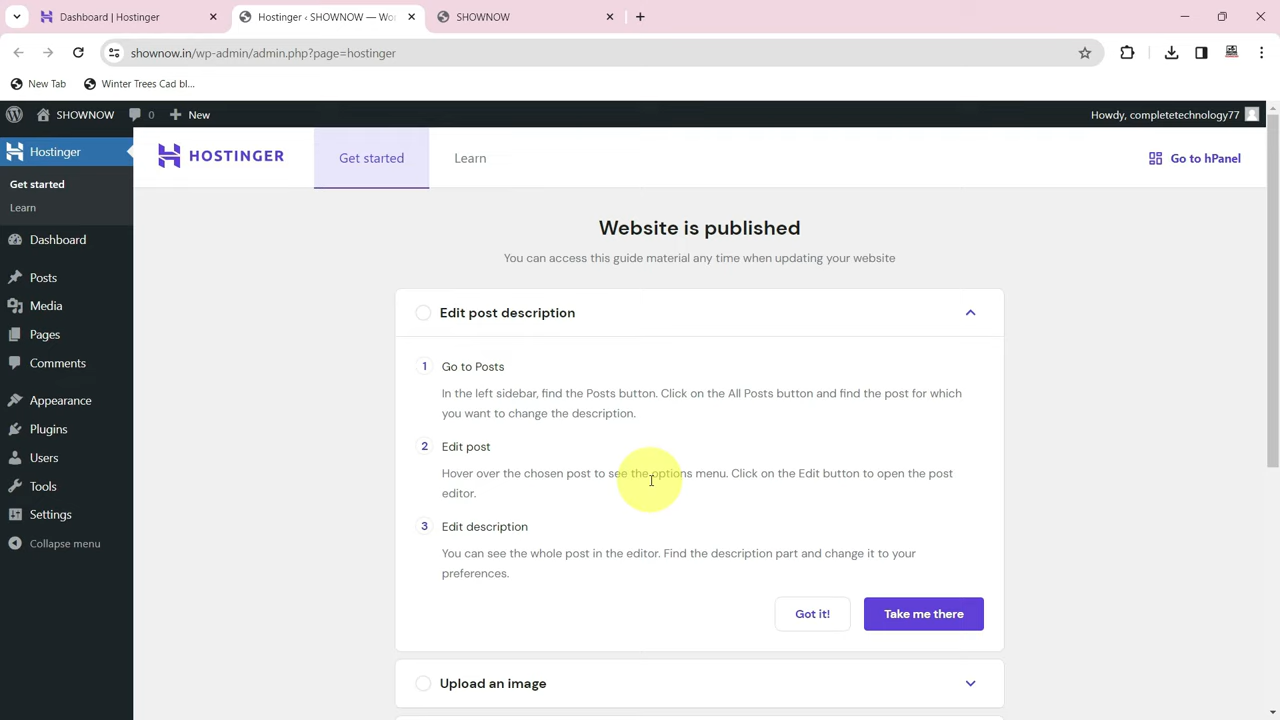 Dashboard | Hostinger
Hostinger ‹ SHOWNOW — Wor
SHOWNOW
shownow.in/wp-admin/admin.php?page=hostinger
New Tab
Winter Trees Cad bl...
SHOWNOW
0
New
Howdy, completetechnology77
Hostinger
Get started
Learn
Dashboard
Posts
Media
Pages
Comments
Appearance
Plugins
Users
Tools
Settings
Collapse menu
HOSTINGER
Get started
Learn
Go to hPanel
Website is published
You can access this guide material any time when updating your website
Edit post description
1 Go to Posts
In the left sidebar, find the Posts button. Click on the All Posts button and find the post for which
you want to change the description.
2 Edit post
Hover over the chosen post to see the options menu. Click on the Edit button to open the post
editor.
3 Edit description
You can see the whole post in the editor. Find the description part and change it to your
preferences.
Got it!
Take me there
Upload an image